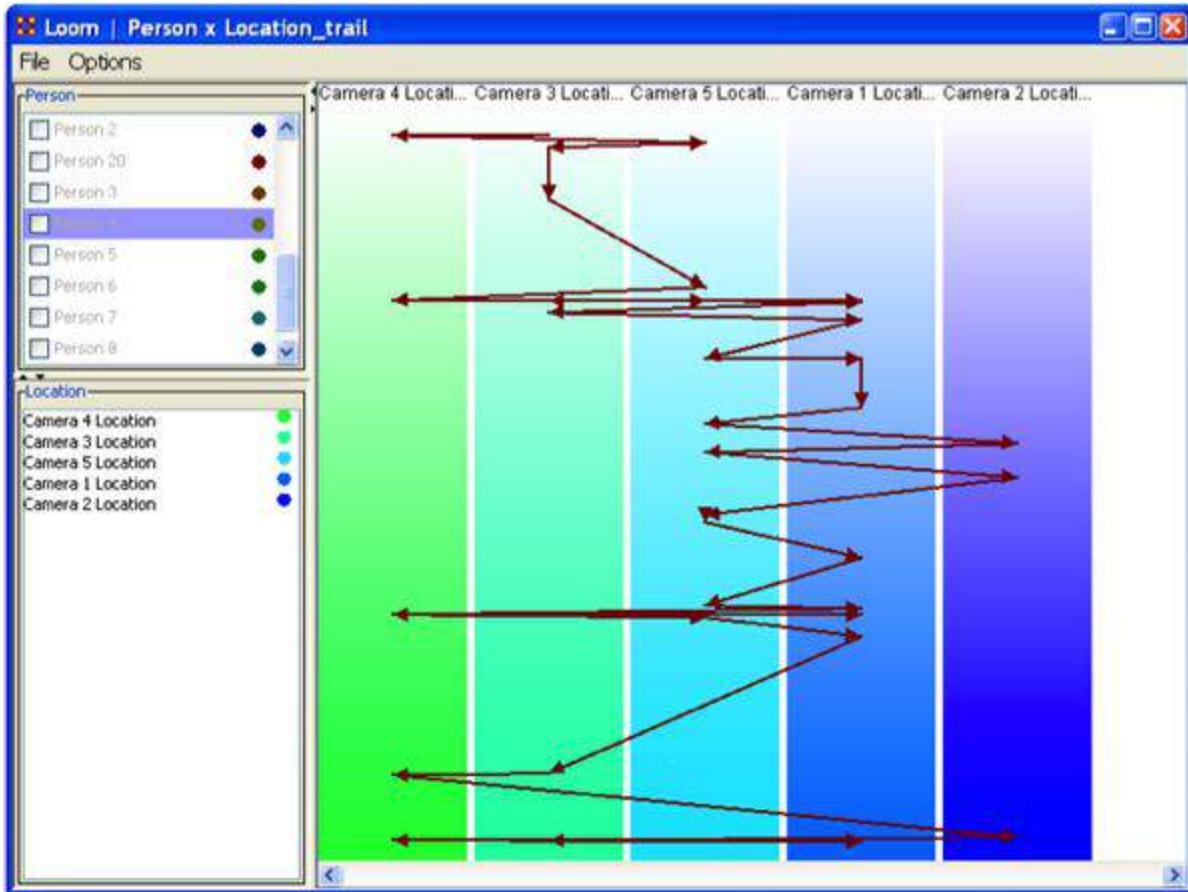 Loom | Person x Location_trail
File Options
Person
Person 2
Person 20
Person 3
Person 5
Person 6
Person 7
Person 8
Location
Camera 4 Location
Camera 3 Location
Camera 5 Location
Camera 1 Location
Camera 2 Location
Camera 4 Locati... Camera 3 Locati... Camera 5 Locati... Camera 1 Locati... Camera 2 Locati...